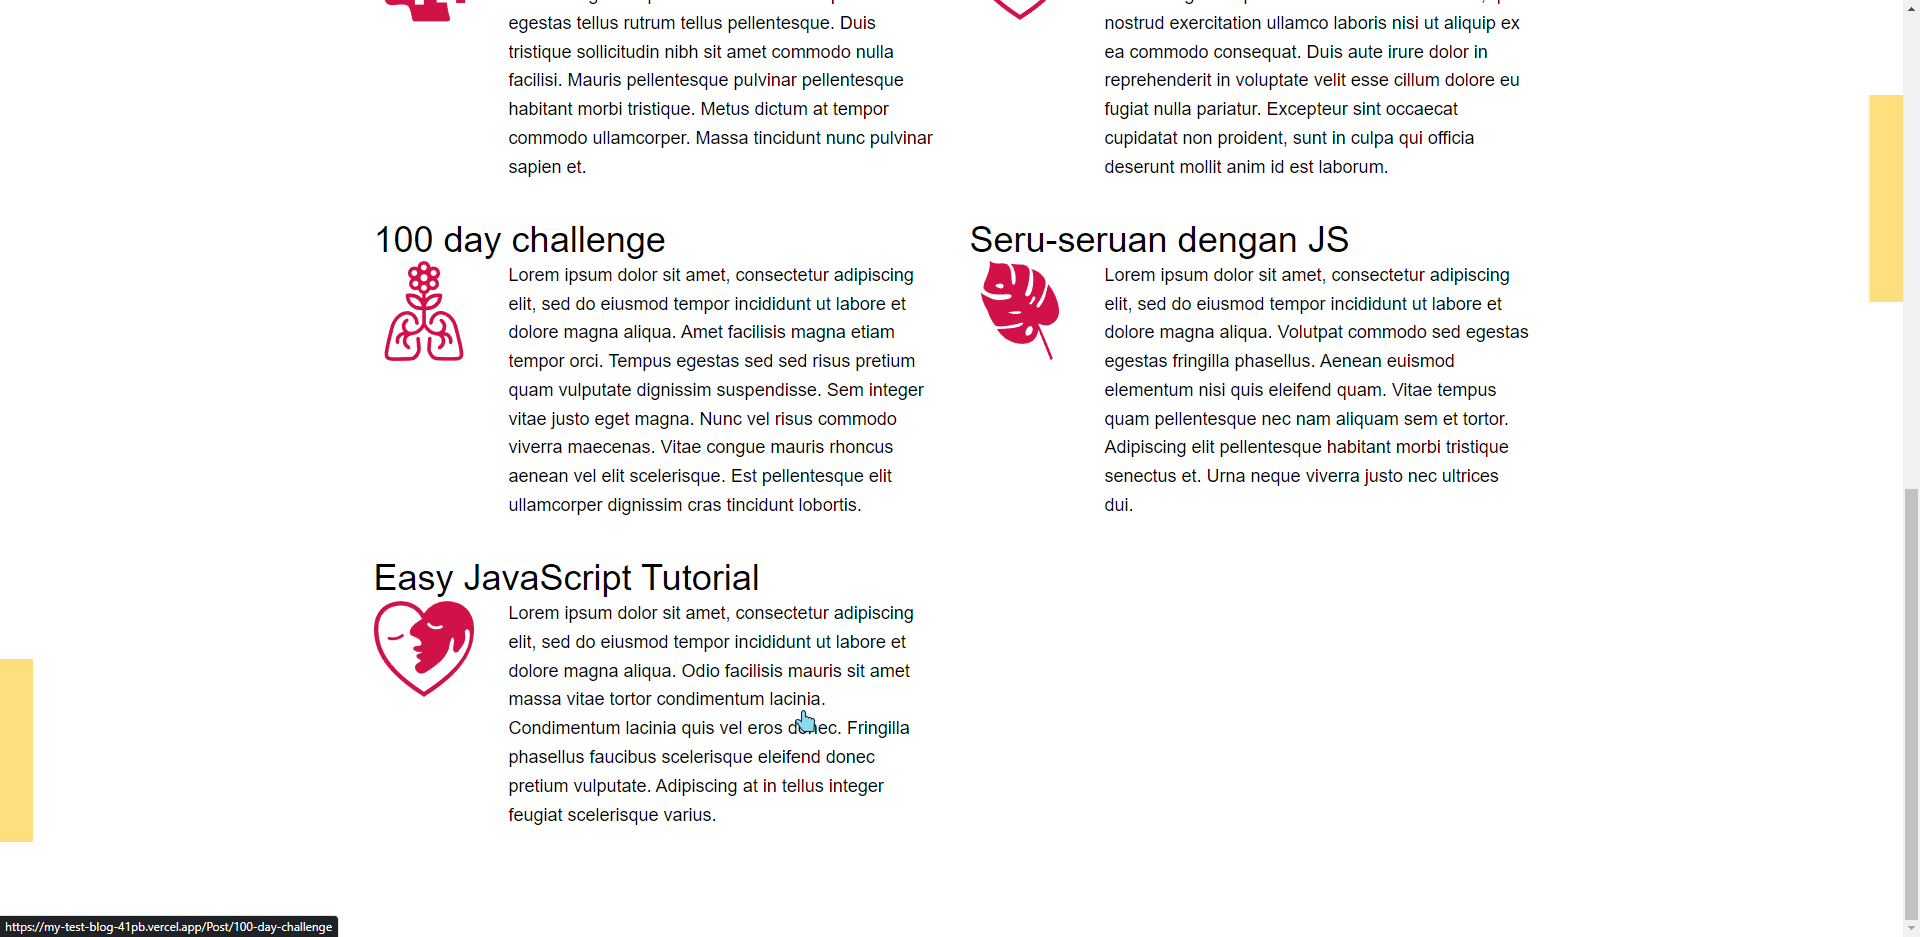 egestas tellus rutrum tellus pellentesque. Duis
tristique sollicitudin nibh sit amet commodo nulla
facilisi. Mauris pellentesque pulvinar pellentesque
habitant morbi tristique. Metus dictum at tempor
commodo ullamcorper. Massa tincidunt nunc pulvinar
sapien et.
nostrud exercitation ullamco laboris nisi ut aliquip ex
ea commodo consequat. Duis aute irure dolor in
reprehenderit in voluptate velit esse cillum dolore eu
fugiat nulla pariatur. Excepteur sint occaecat
cupidatat non proident, sunt in culpa qui officia
deserunt mollit anim id est laborum.
100 day challenge
Lorem ipsum dolor sit amet, consectetur adipiscing
elit, sed do eiusmod tempor incididunt ut labore et
dolore magna aliqua. Amet facilisis magna etiam
tempor orci. Tempus egestas sed sed risus pretium
quam vulputate dignissim suspendisse. Sem integer
vitae justo eget magna. Nunc vel risus commodo
viverra maecenas. Vitae congue mauris rhoncus
aenean vel elit scelerisque. Est pellentesque elit
ullamcorper dignissim cras tincidunt lobortis.
Seru-seruan dengan JS
Lorem ipsum dolor sit amet, consectetur adipiscing
elit, sed do eiusmod tempor incididunt ut labore et
dolore magna aliqua. Volutpat commodo sed egestas
egestas fringilla phasellus. Aenean euismod
elementum nisi quis eleifend quam. Vitae tempus
quam pellentesque nec nam aliquam sem et tortor.
Adipiscing elit pellentesque habitant morbi tristique
senectus et. Urna neque viverra justo nec ultrices
dui.
Easy JavaScript Tutorial
Lorem ipsum dolor sit amet, consectetur adipiscing
elit, sed do eiusmod tempor incididunt ut labore et
dolore magna aliqua. Odio facilisis mauris sit amet
massa vitae tortor condimentum lacinia.
Condimentum lacinia quis vel eros donec. Fringilla
phasellus faucibus scelerisque eleifend donec
pretium vulputate. Adipiscing at in tellus integer
feugiat scelerisque varius.
https://my-test-blog-41pb.vercel.app/Post/100-day-challenge